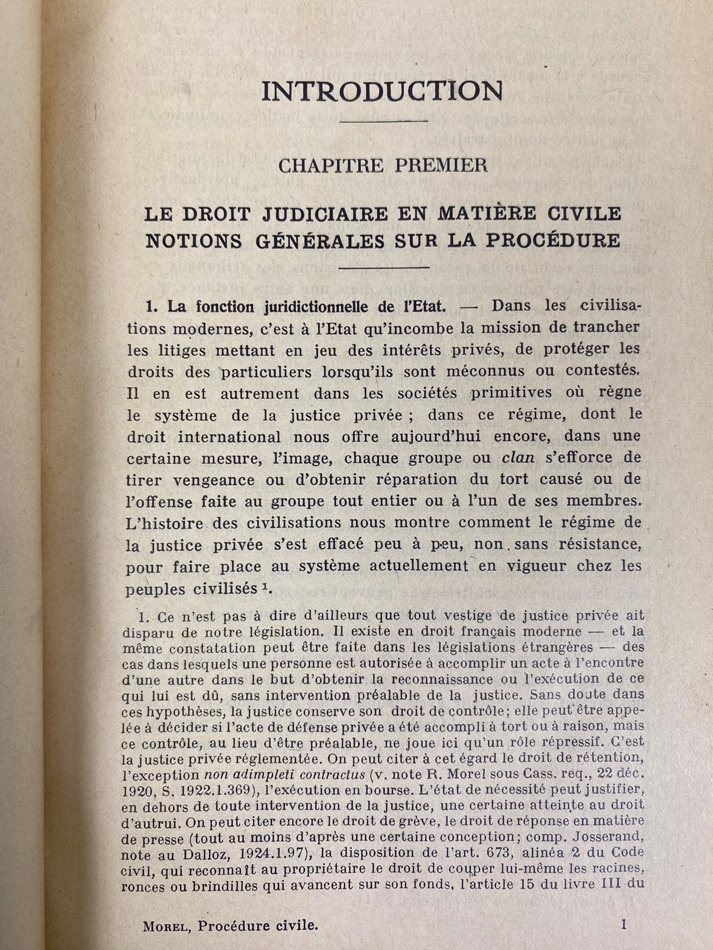 INTRODUCTION
CHAPITRE PREMIER
LE DROIT JUDICIAIRE EN MATIÈRE CIVILE
NOTIONS GÉNÉRALES SUR LA PROCÉDURE
1. La fonction juridictionnelle de l'Etat. — Dans les civilisa-
tions modernes, c'est à l'Etat qu'incombe la mission de trancher
les litiges mettant en jeu des intérêts privés, de protéger les
droits des particuliers lorsqu'ils sont méconnus ou contestés.
Il en est autrement dans les sociétés primitives où règne
le système de la justice privée ; dans ce régime, dont le
droit international nous offre aujourd'hui encore, dans une
certaine mesure, l'image, chaque groupe ou clan s'efforce de
tirer vengeance ou d'obtenir réparation du tort causé ou de
l'offense faite au groupe tout entier ou à l'un de ses membres.
L'histoire des civilisations nous montre comment le régime de
la justice privée s'est effacé peu à peu, non sans résistance,
pour faire place au système actuellement en vigueur chez les
peuples civilisés ¹.
1. Ce n'est pas à dire d'ailleurs que tout vestige de justice privée ait
disparu de notre législation. Il existe en droit français moderne — et la
même constatation peut être faite dans les législations étrangères — des
cas dans lesquels une personne est autorisée à accomplir un acte à l'encontre
d'une autre dans le but d'obtenir la reconnaissance ou l'exécution de ce
qui lui est dû, sans intervention préalable de la justice. Sans doute dans
ces hypothèses, la justice conserve son droit de contrôle ; elle peut être appe-
lée à décider si l'acte de défense privée a été accompli à tort ou à raison, mais
ce contrôle, au lieu d'être préalable, ne joue ici qu'un rôle répressif. C'est
la justice privée réglementée. On peut citer à cet égard le droit de rétention,
l'exception non adimpleti contractus (v. note R. Morel sous Cass. req., 22 déc.
1920, S. 1922.1.369), l'exécution en bourse. L'état de nécessité peut justifier,
en dehors de toute intervention de la justice, une certaine atteinte au droit
d'autrui. On peut citer encore le droit de grève, le droit de réponse en matière
de presse (tout au moins d'après une certaine conception ; comp. Josserand,
note au Dalloz, 1924.1.97), la disposition de l'art. 673, alinéa 2 du Code
civil, qui reconnaît au propriétaire le droit de couper lui-même les racines,
ronces ou brindilles qui avancent sur son fonds, l'article 15 du livre III du
MOREL, Procédure civile. 1